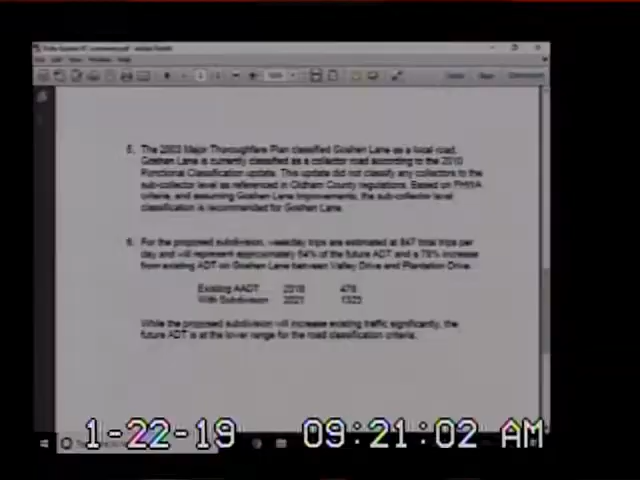 5. The 2003 Major Thoroughfare Plan classified Goshen Lane as a local road.
Goshen Lane is currently classified as a collector road according to the 2010
Functional Classification update. This update did not classify any collectors to the
sub-collector level as referenced in Oldham County regulations. Based on FHWA
criteria, and assuming Goshen Lane improvements, the sub-collector level
classification is recommended for Goshen Lane.
6. For the proposed subdivision, weekday trips are estimated at 847 total trips per
day and will represent approximately 64% of the future ADT and a 78% increase
from existing ADT on Goshen Lane between Valley Drive and Plantation Drive.
Existing AADT 2018 476
With Subdivision 2021 1323
While the proposed subdivision will increase existing traffic significantly, the
future ADT is at the lower range for the road classification criteria.
1-22-19 09:21:02 AM